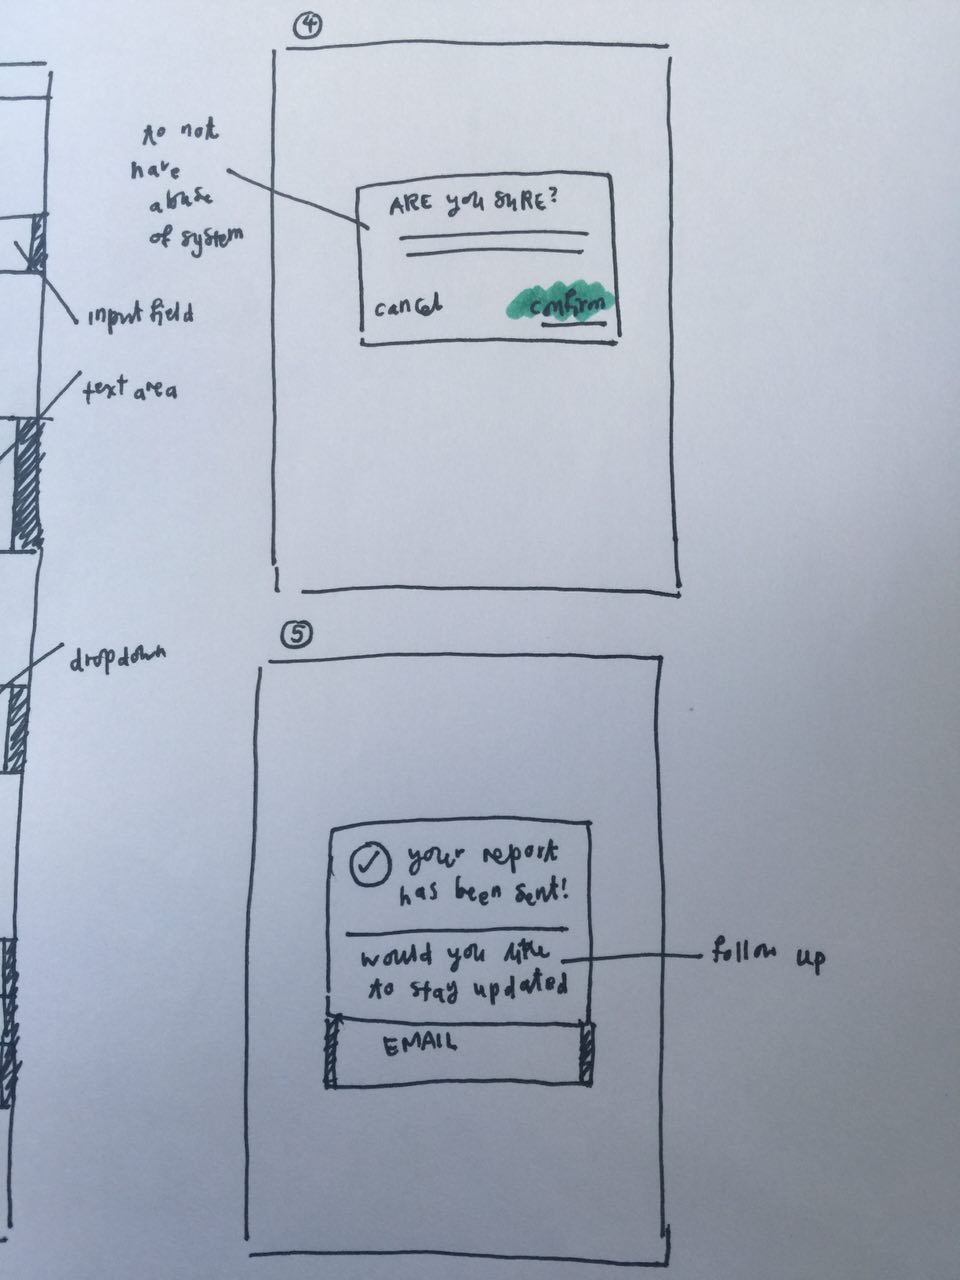 4
to not
have
abuse
of system
ARE you SURE?
cancel confirm
input field
text area
dropdown
5
your report
has been sent!
would you like
to stay updated
follow up
EMAIL